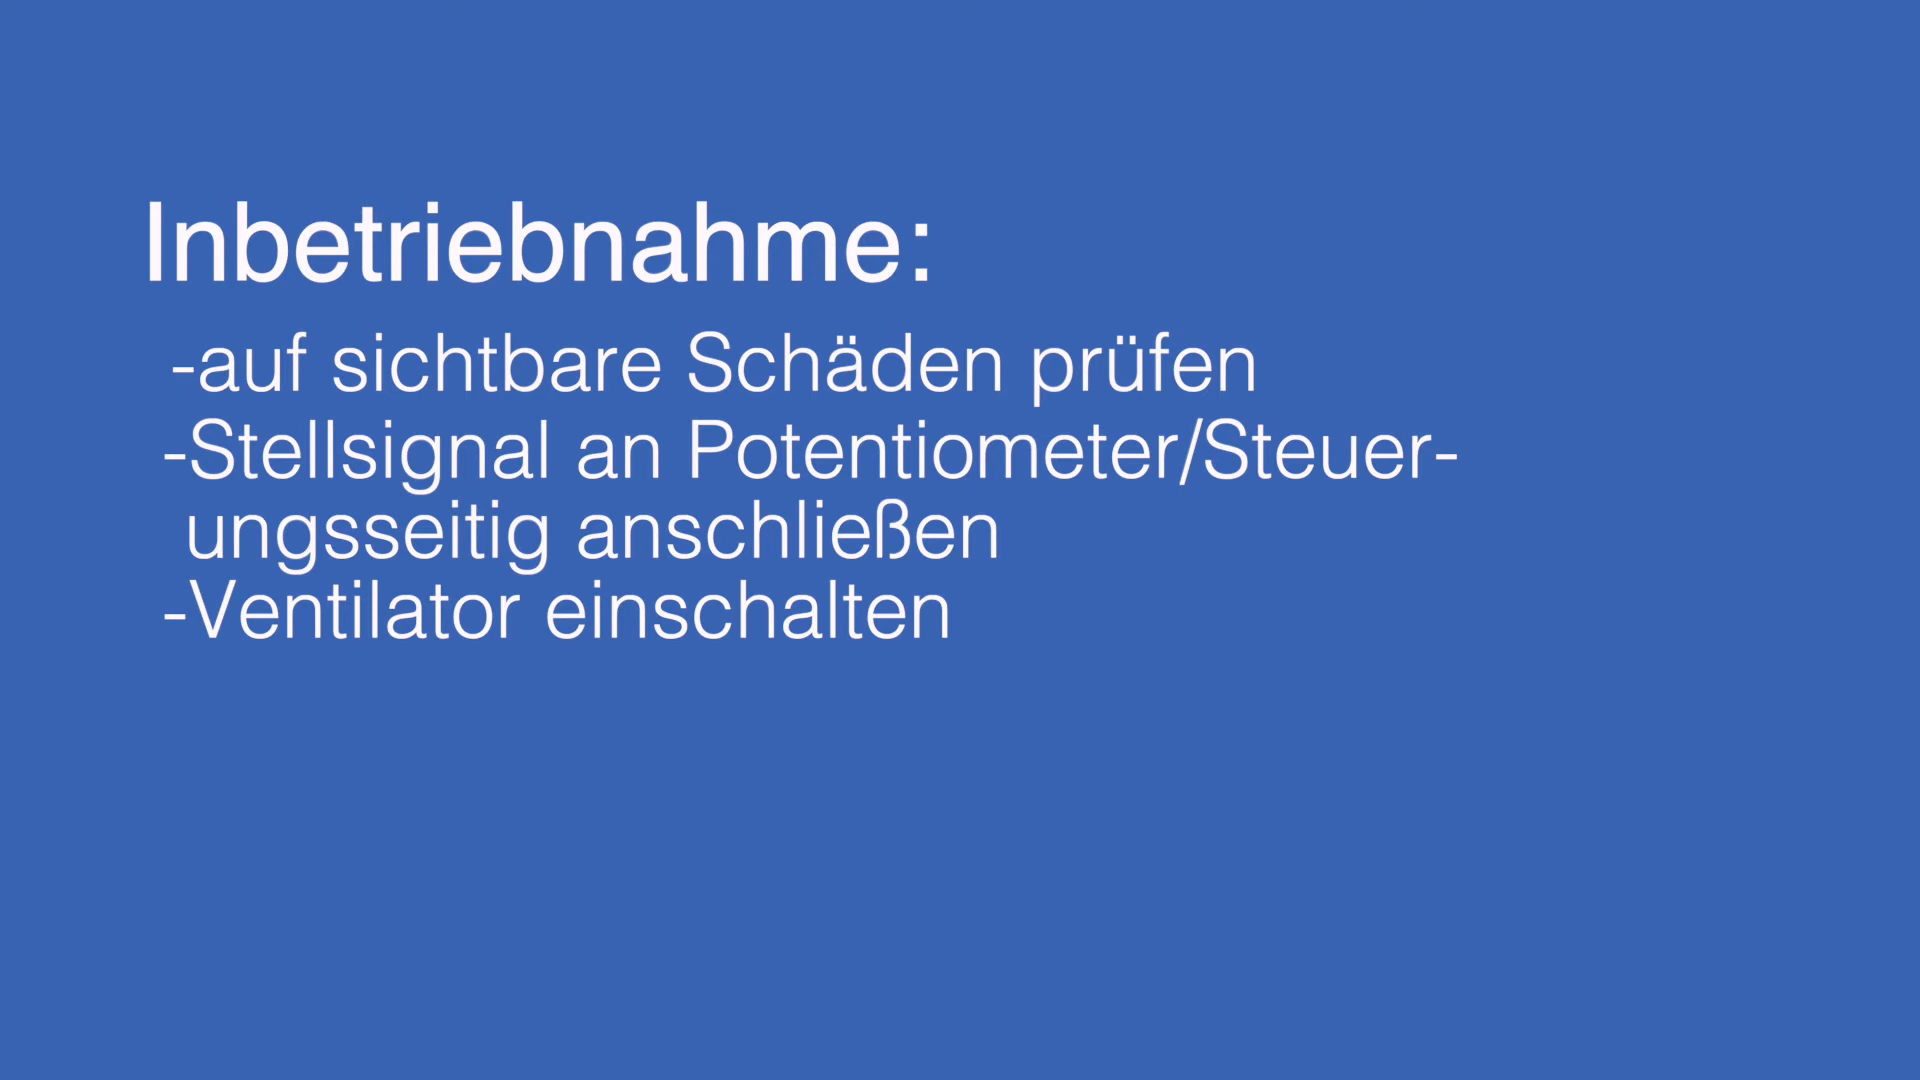 Inbetriebnahme:
-auf sichtbare Schäden prüfen
-Stellsignal an Potentiometer/Steuer-
ungsseitig anschließen
-Ventilator einschalten